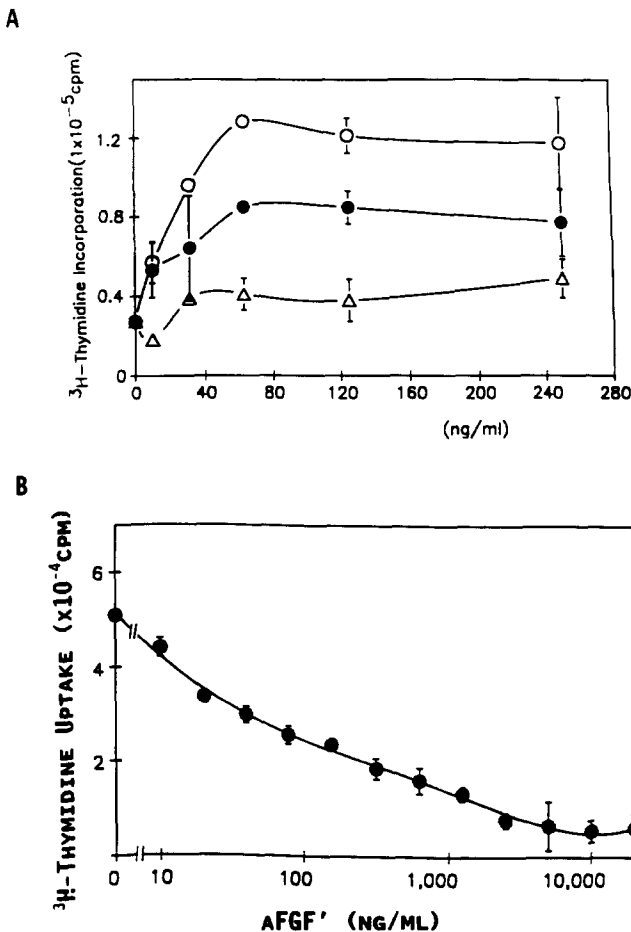 A
³H-Thymidine Incorporation(1x10⁻⁵cpm)
1.2
0.8
0.4
0
0 40 80 120 160 200 240 280
(ng/ml)
B
³H-THYMIDINE UPTAKE (x10⁻⁴CPM)
6
4
2
0 10 100 1,000 10,000
AFGF' (NG/ML)